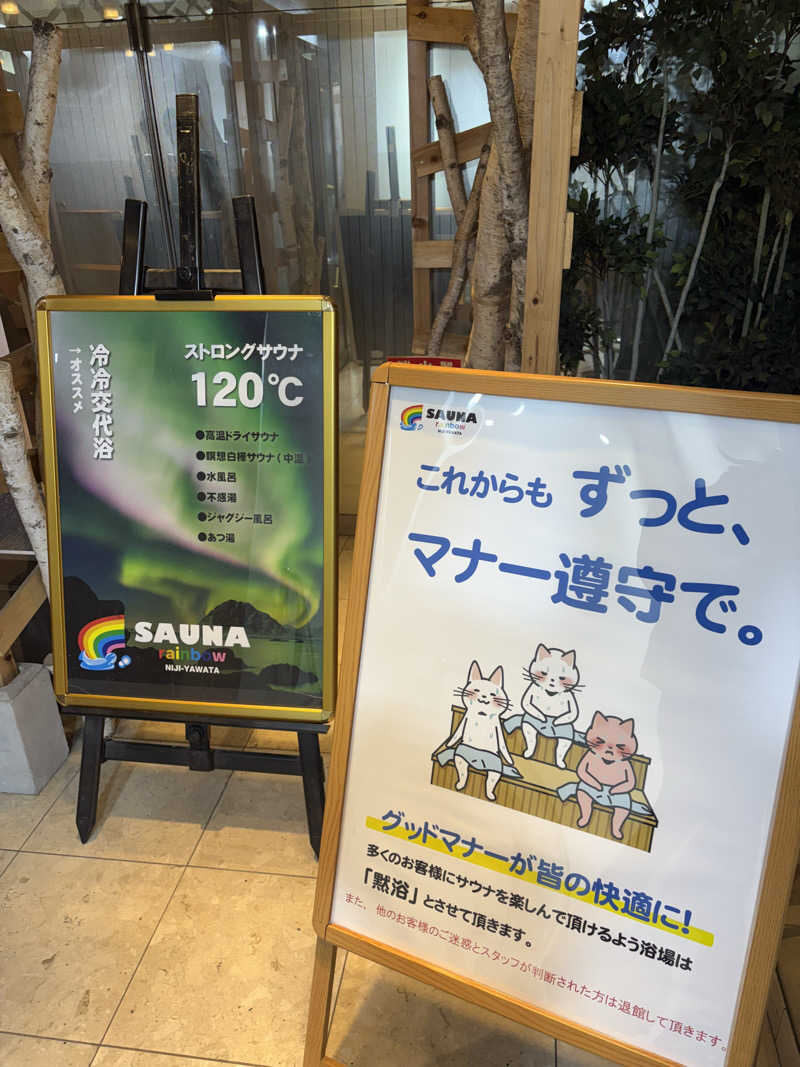 ストロングサウナ
120℃
冷冷交代浴
→オススメ
●高温ドライサウナ
●瞑想白樺サウナ(中温)
●水風呂
●不感湯
●ジャグジー風呂
●あつ湯
SAUNA
rainbow
NIJI-YAWATA
SAUNA
rainbow
NIJI-YAWATA
これからも ずっと、
マナー遵守で。
グッドマナーが皆の快適に!
多くのお客様にサウナを楽しんで頂けるよう浴場は
「黙浴」とさせて頂きます。
また、他のお客様のご迷惑とスタッフが判断された方は退館して頂きます。